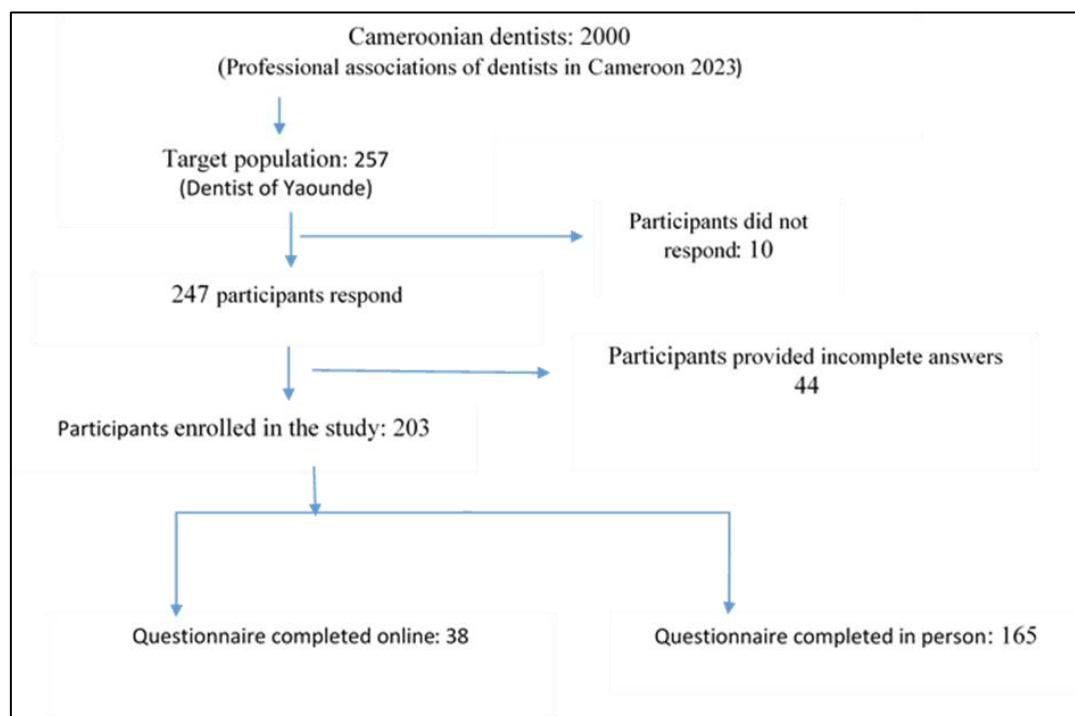 Cameroonian dentists: 2000
(Professional associations of dentists in Cameroon 2023)
Target population: 257
(Dentist of Yaounde)
Participants did not
respond: 10
247 participants respond
Participants provided incomplete answers
44
Participants enrolled in the study: 203
Questionnaire completed online: 38
Questionnaire completed in person: 165